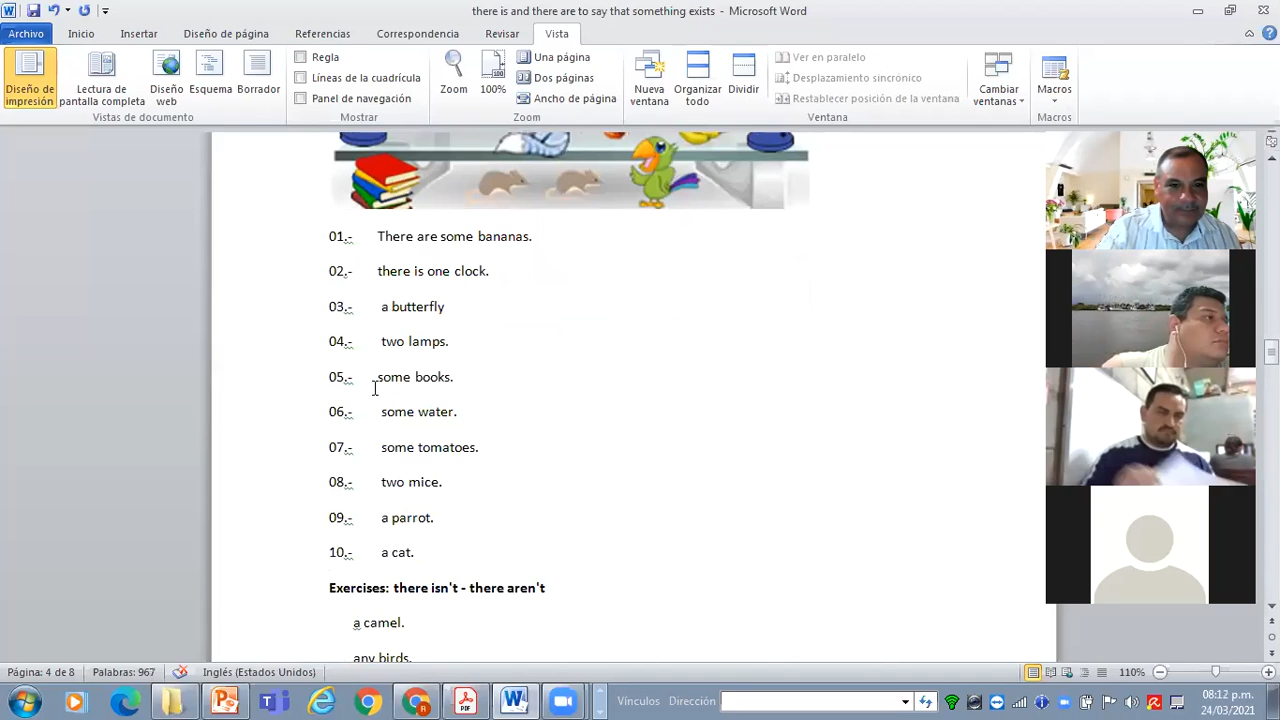 there is and there are to say that something exists - Microsoft Word
Archivo Inicio Insertar Diseño de página Referencias Correspondencia Revisar Vista
Regla Una página Ver en paralelo
Líneas de la cuadrícula Dos páginas Desplazamiento sincrónico
Panel de navegación Ancho de página Restablecer posición de la ventana
Diseño de impresión Lectura de pantalla completa Diseño web Esquema Borrador Zoom 100% Nueva ventana Organizar todo Dividir Cambiar ventanas Macros
Vistas de documento Mostrar Zoom Ventana Macros
01.- There are some bananas.
02.- there is one clock.
03.- a butterfly
04.- two lamps.
05.- some books.
06.- some water.
07.- some tomatoes.
08.- two mice.
09.- a parrot.
10.- a cat.
Exercises: there isn't - there aren't
a camel.
any birds.
Página: 4 de 8 Palabras: 967 Inglés (Estados Unidos) 110%
Vínculos Dirección 08:12 p.m.
24/03/2021